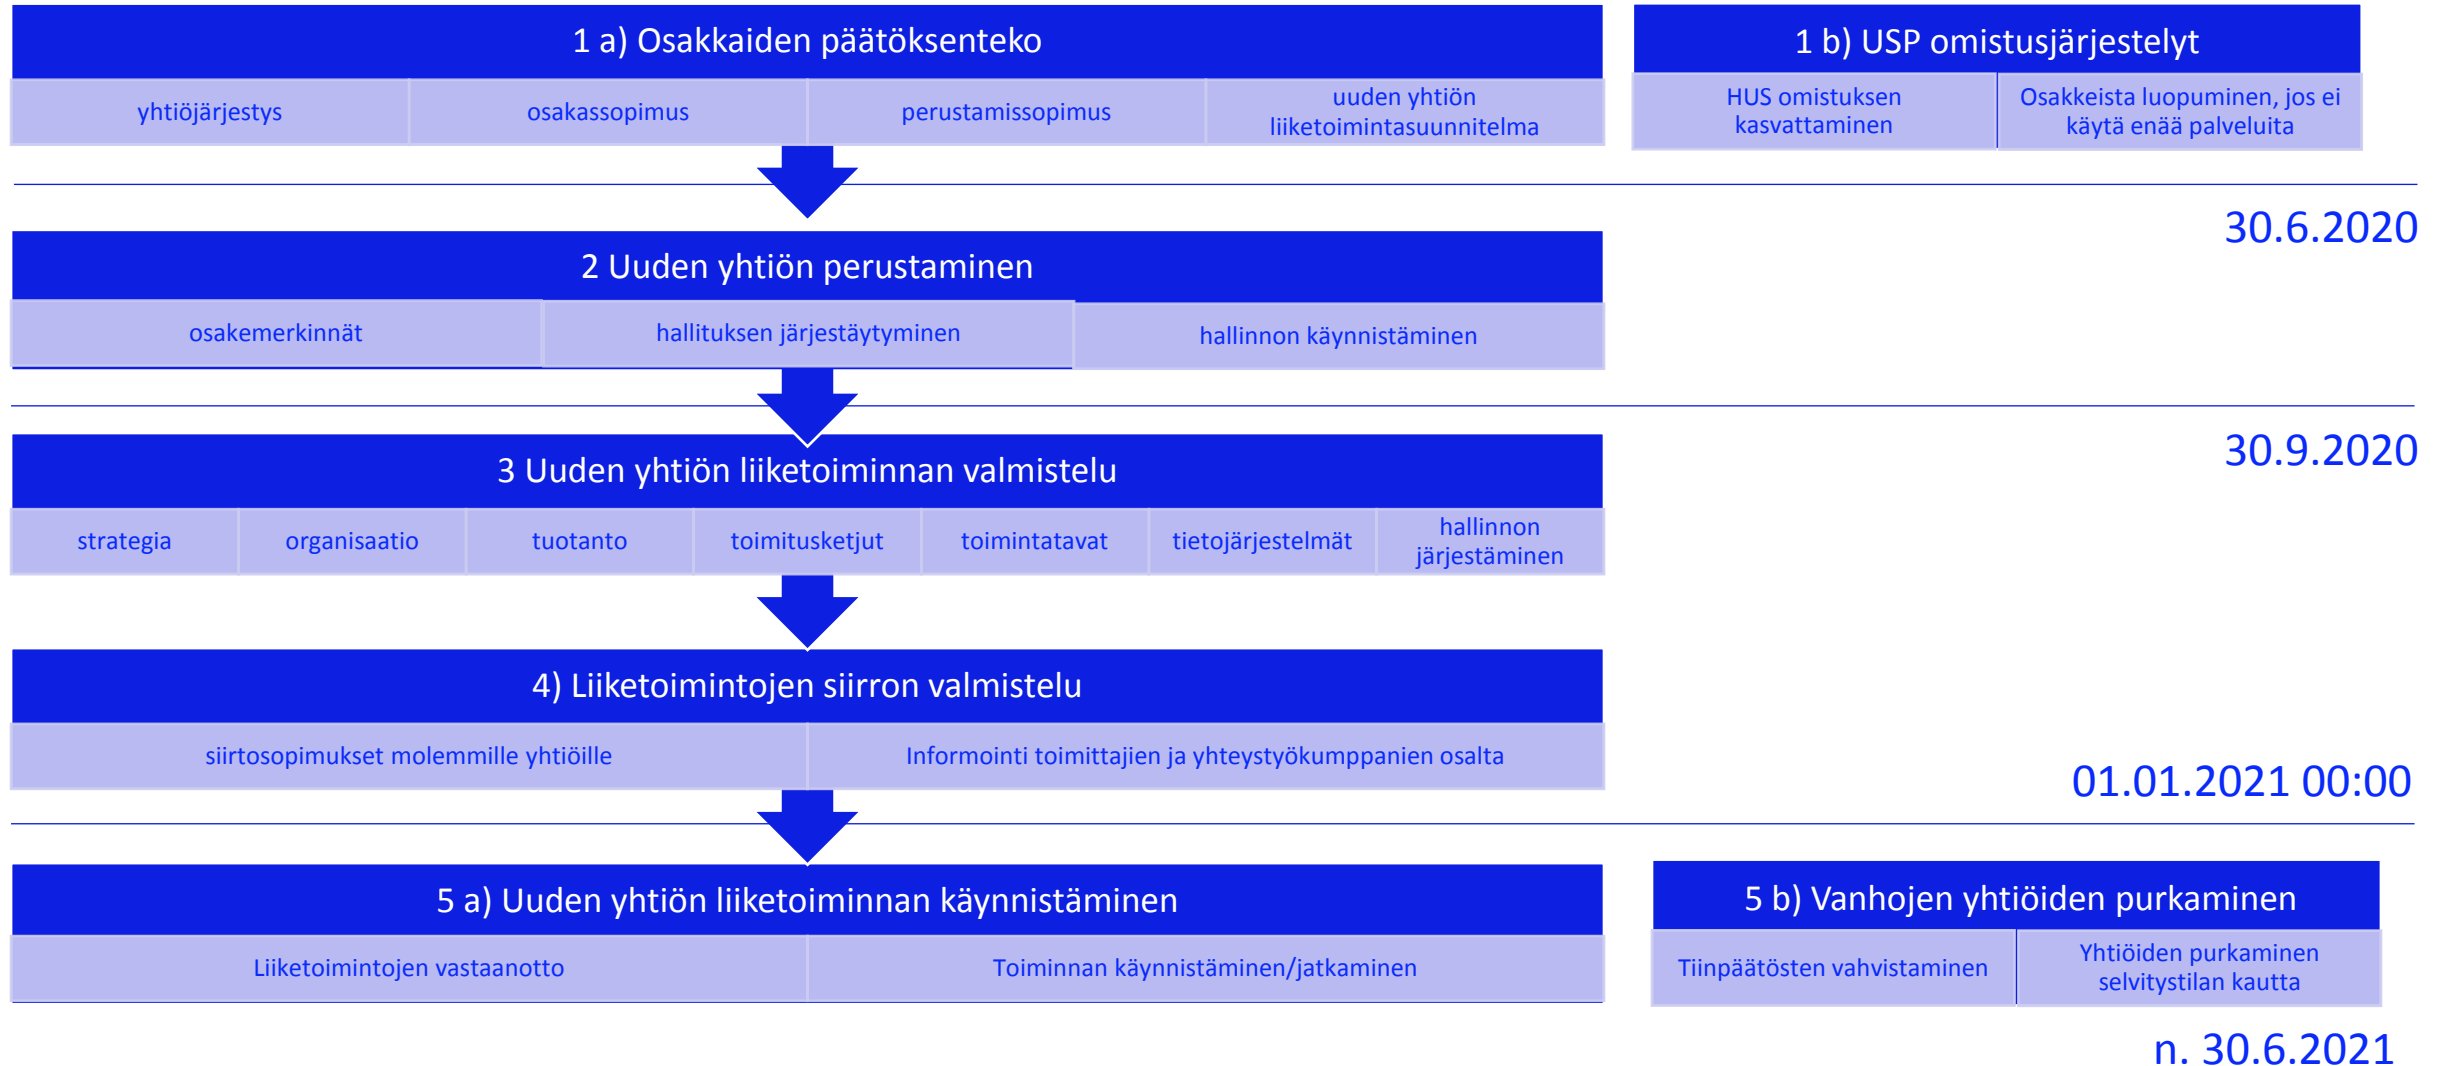 1 a) Osakkaiden päätöksenteko
yhtiöjärjestys
osakassopimus
perustamissopimus
uuden yhtiön
liiketoimintasuunnitelma
1 b) USP omistusjärjestelyt
HUS omistuksen
kasvattaminen
Osakkeista luopuminen, jos ei
käytä enää palveluita
30.6.2020
2 Uuden yhtiön perustaminen
osakemerkinnät
hallituksen järjestäytyminen
hallinnon käynnistäminen
30.9.2020
3 Uuden yhtiön liiketoiminnan valmistelu
strategia
organisaatio
tuotanto
toimitusketjut
toimintatavat
tietojärjestelmät
hallinnon
järjestäminen
4) Liiketoimintojen siirron valmistelu
siirtosopimukset molemmille yhtiöille
Informointi toimittajien ja yhteystyökumppanien osalta
01.01.2021 00:00
5 a) Uuden yhtiön liiketoiminnan käynnistäminen
Liiketoimintojen vastaanotto
Toiminnan käynnistäminen/jatkaminen
5 b) Vanhojen yhtiöiden purkaminen
Tiinpäätösten vahvistaminen
Yhtiöiden purkaminen
selvitystilan kautta
n. 30.6.2021